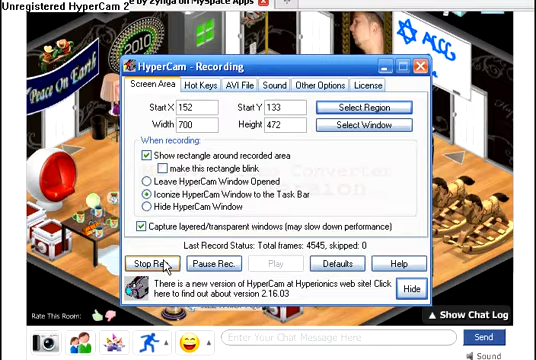 Unregistered HyperCam 2
e by Zynga on MySpace Apps
2010
Peace On Earth
ACCG
HyperCam - Recording
Screen Area
Hot Keys
AVI File
Sound
Other Options
License
Start X 152
Start Y 133
Select Region
Width 700
Height 472
Select Window
When recording:
Show rectangle around recorded area
make this rectangle blink
Leave HyperCam Window Opened
Iconize HyperCam Window to the Task Bar
Hide HyperCam Window
Capture layered/transparent windows (may slow down performance)
Last Record Status: Total frames: 4545, skipped: 0
Stop Re
Pause Rec.
Play
Defaults
Help
There is a new version of HyperCam at Hyperionics web site! Click
here to find out about version 2.16.03
Hide
Rate This Room:
Show Chat Log
Enter Your Chat Message Here
Send
Sound